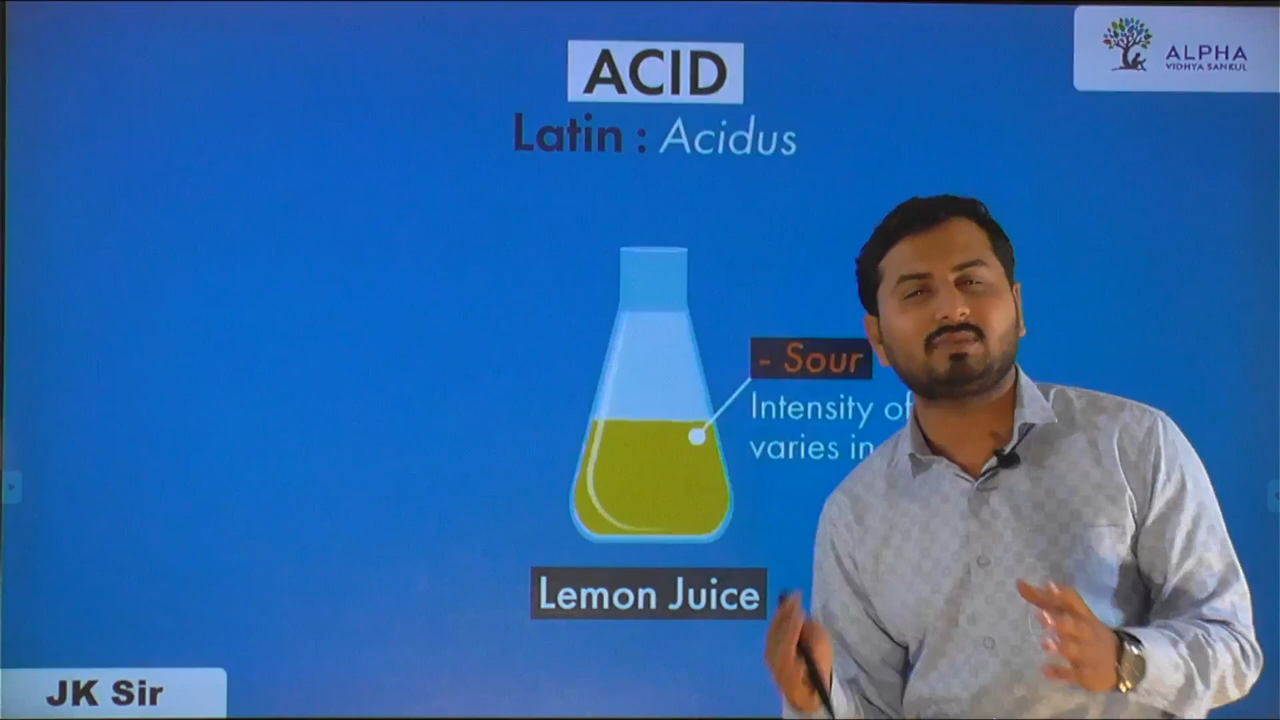 ACID
Latin : Acidus
ALPHA
VIDHYA SANKUL
- Sour
Intensity of
varies in
Lemon Juice
JK Sir